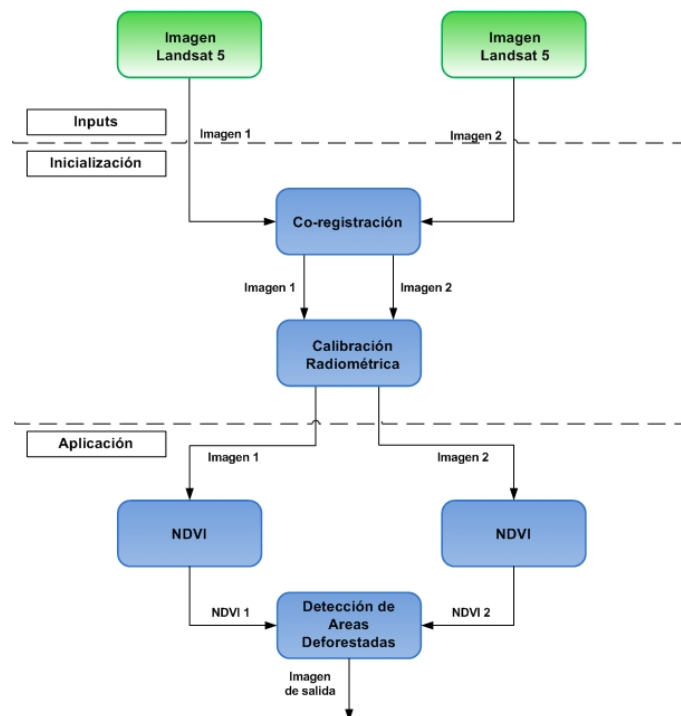 Imagen
Landsat 5
Imagen
Landsat 5
Inputs
Imagen 1
Imagen 2
Inicialización
Co-registración
Imagen 1
Imagen 2
Calibración
Radiométrica
Aplicación
Imagen 1
Imagen 2
NDVI
NDVI
NDVI 1
Detección de
Areas
Deforestadas
NDVI 2
Imagen
de salida